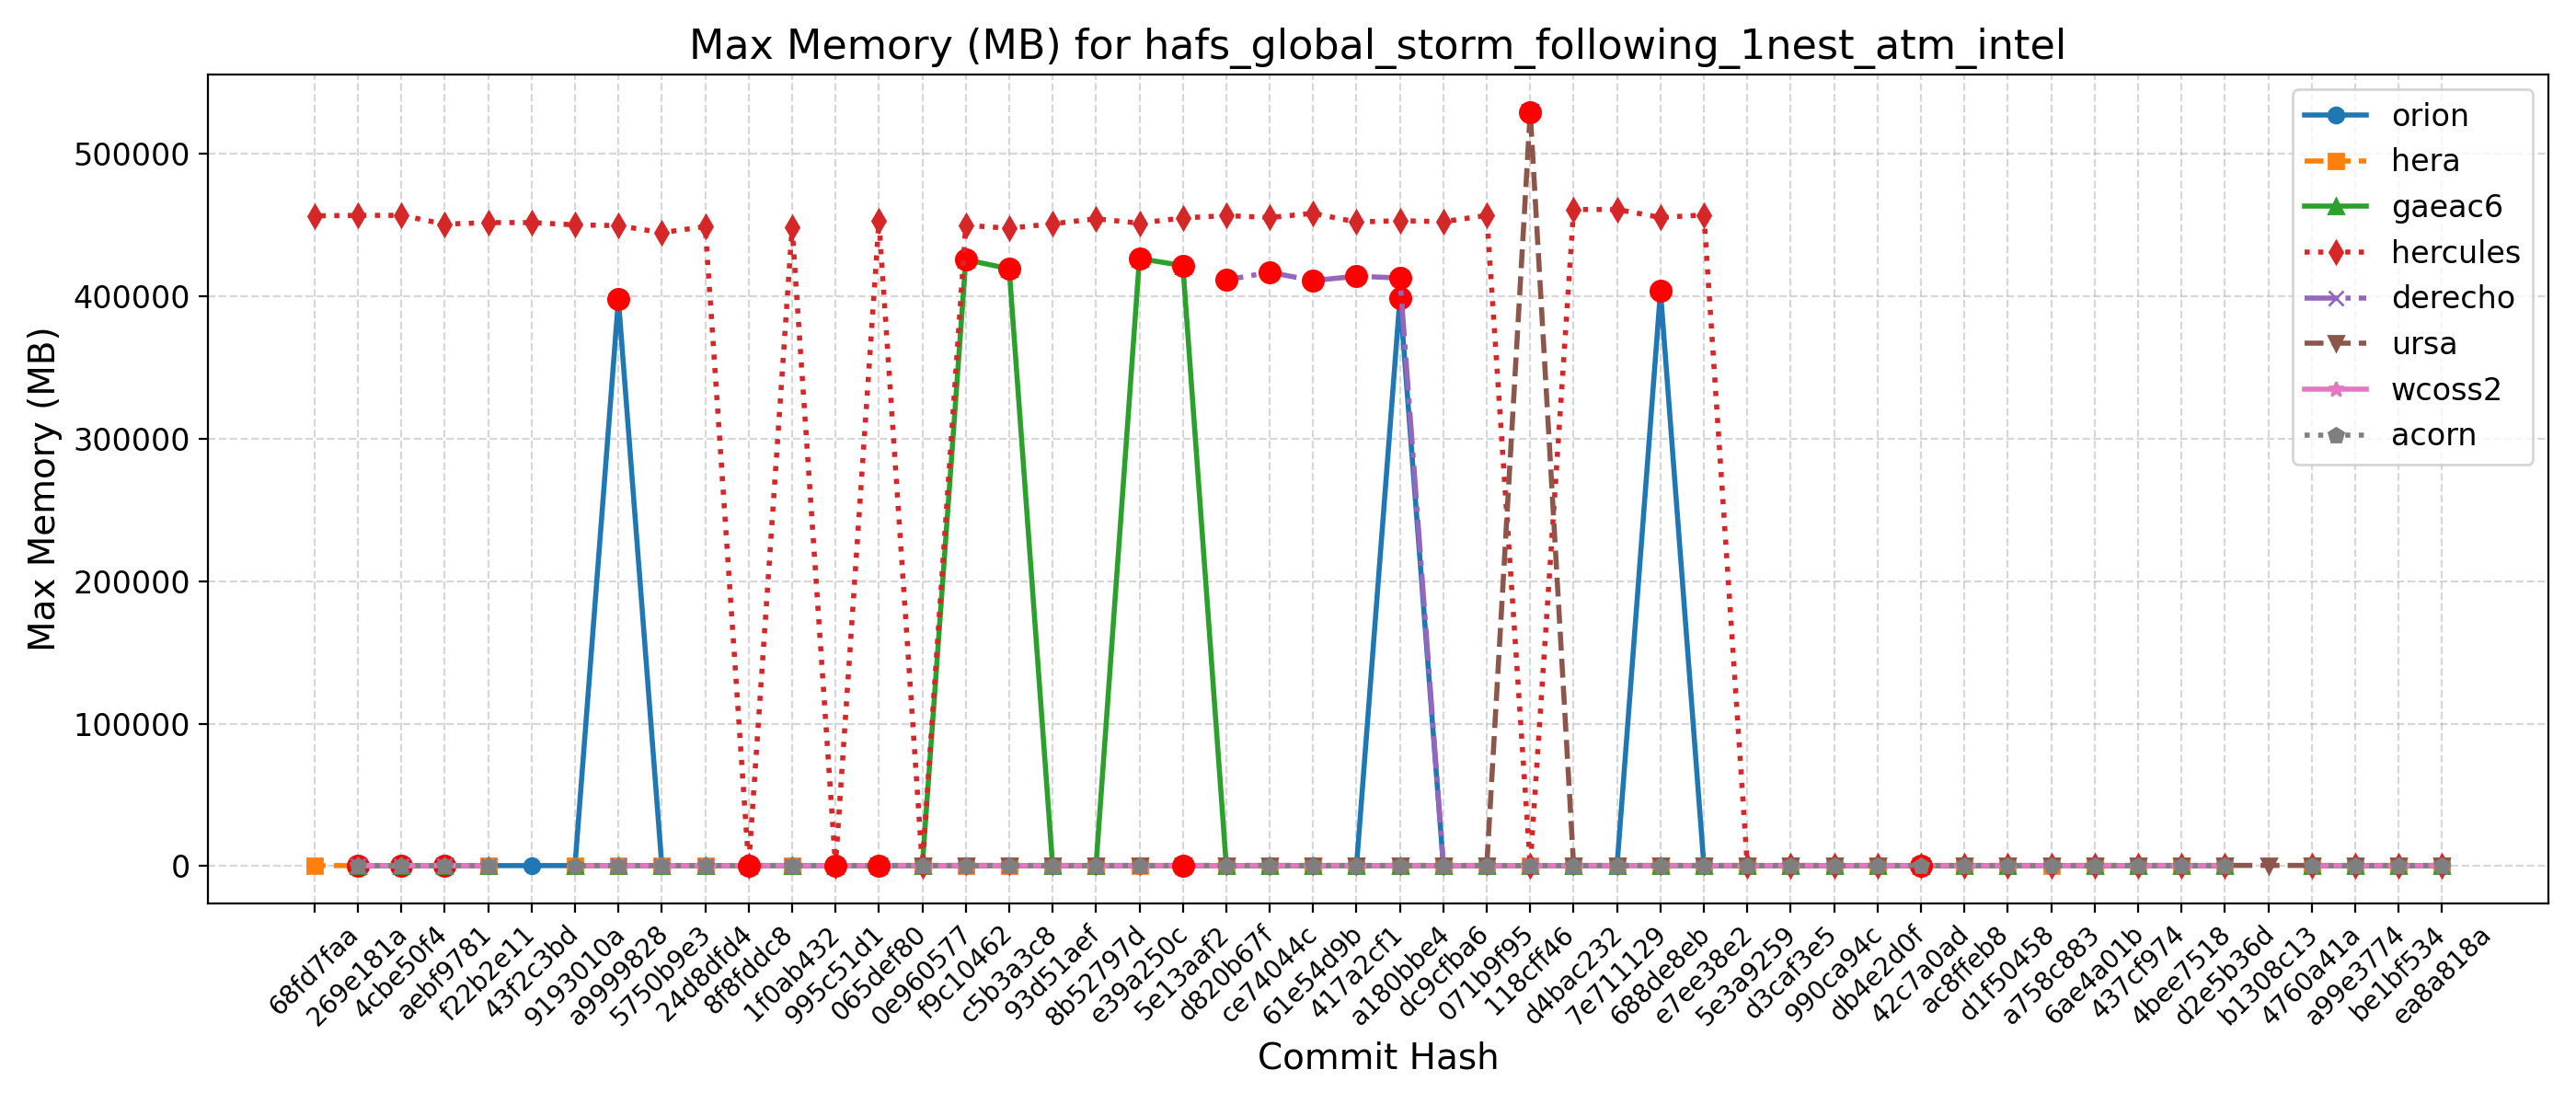 Max Memory (MB) for hafs_global_storm_following_1nest_atm_intel
Max Memory (MB)
500000
400000
300000
200000
100000
0
orion
hera
gaeac6
hercules
derecho
ursa
wcoss2
acorn
68fd7faa
269e181a
4cbe50f4
aebf9781
f22b2e11
43f2c3bd
9193010a
a9999828
5750b9e3
24d8dfd4
8f8fddc8
1f0ab432
995c51d1
065def80
0e960577
f9c10462
c5b3a3c8
93d51aef
8b52797d
e39a250c
5e13aaf2
d820b67f
ce74044c
61e54d9b
417a2cf1
a180bbe4
dc9cfba6
071b9f95
118cff46
d4bac232
7e711129
688de8eb
e7ee38e2
5e3a9259
d3caf3e5
990ca94c
db4e2d0f
42c7a0ad
ac8ffeb8
d1f50458
a758c883
6ae4a01b
437cf974
4bee7518
d2e5b36d
b1308c13
4760a41a
a99e3774
be1bf534
ea8a818a
Commit Hash